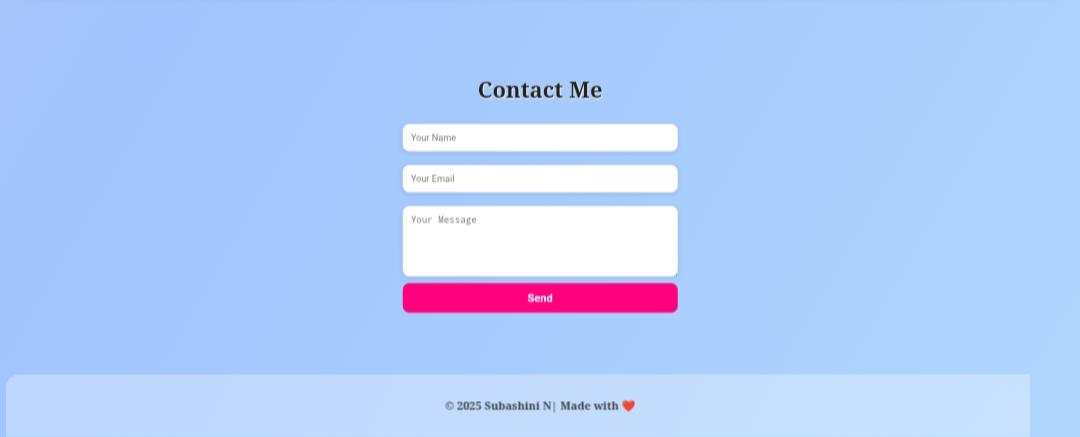 Contact Me
Your Name
Your Email
Your Message
Send
© 2025 Subashini N| Made with ❤️